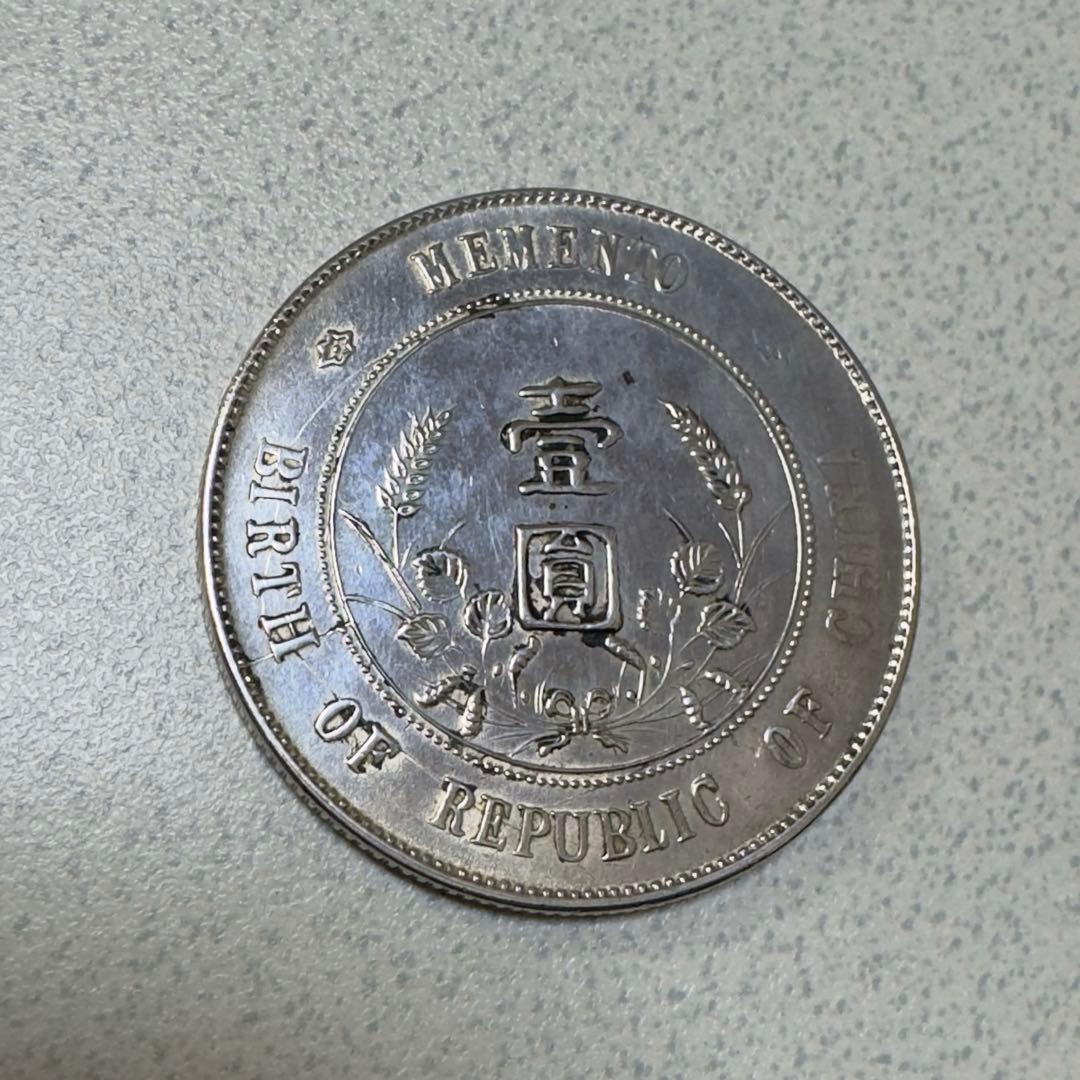 MEMENTO
壹
圓
BIRTH OF REPUBLIC OF CHINA